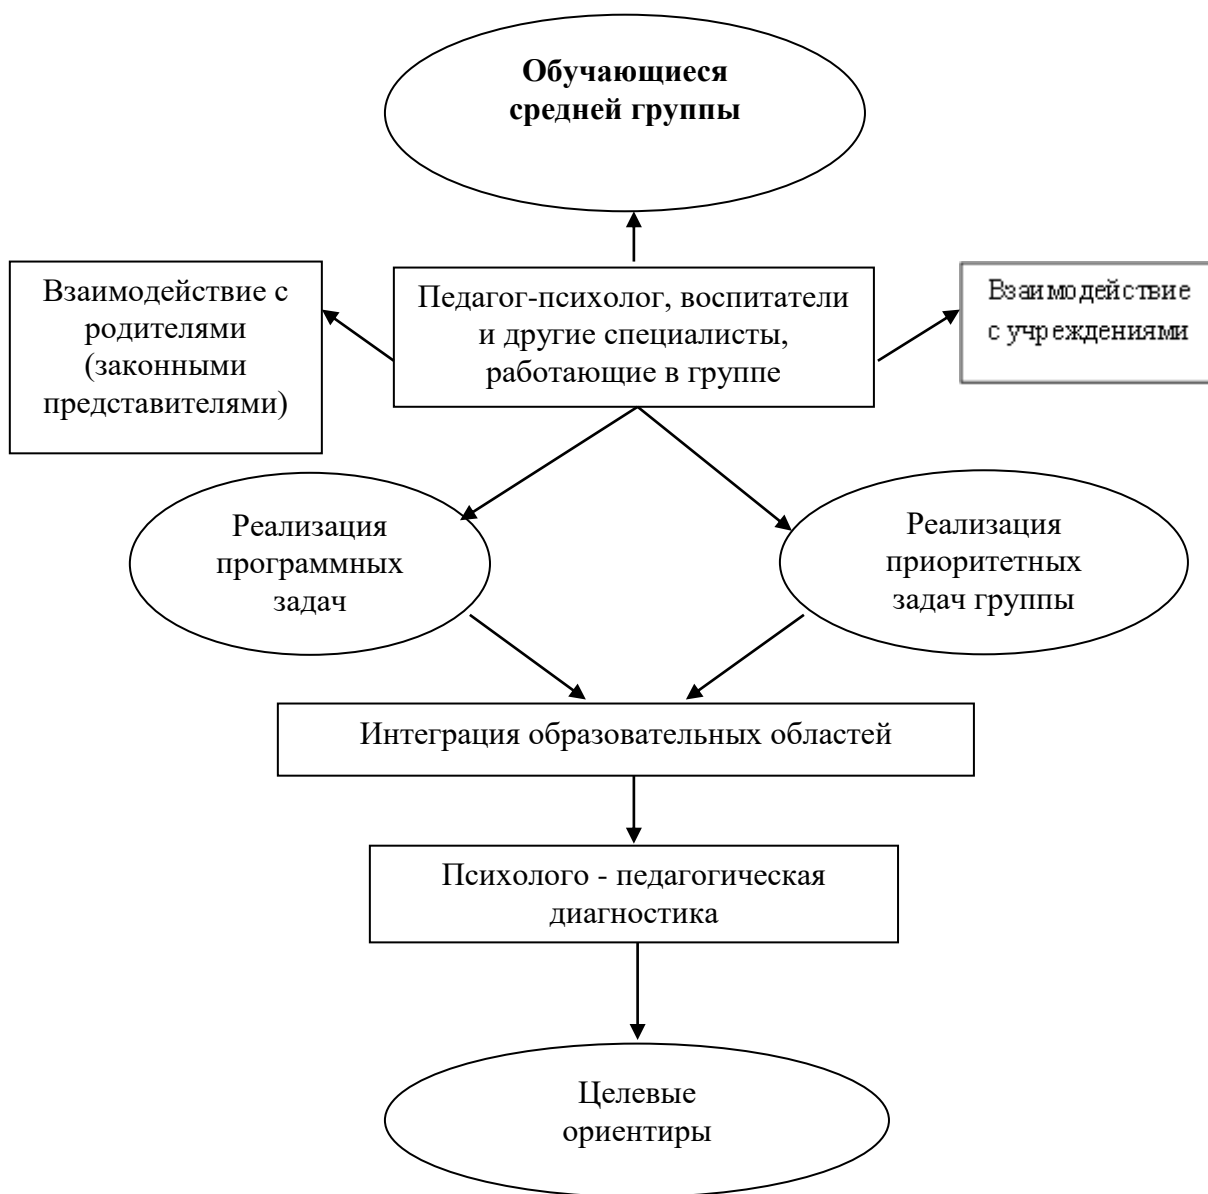 Обучающиеся
средней группы
Взаимодействие с
родителями
(законными
представителями)
Педагог-психолог, воспитатели
и другие специалисты,
работающие в группе
Взаимодействие
с учреждениями
Реализация
программных
задач
Реализация
приоритетных
задач группы
Интеграция образовательных областей
Психолого - педагогическая
диагностика
Целевые
ориентиры